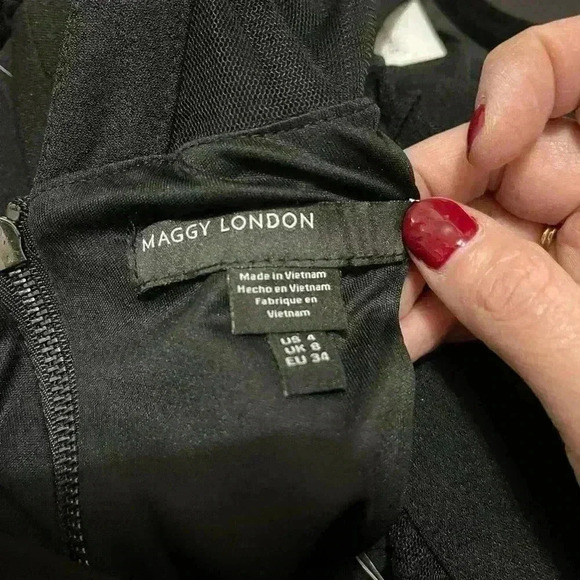 MAGGY LONDON
Made in Vietnam
Hecho en Vietnam
Fabrique en
Vietnam
US 4
UK 8
EU 34